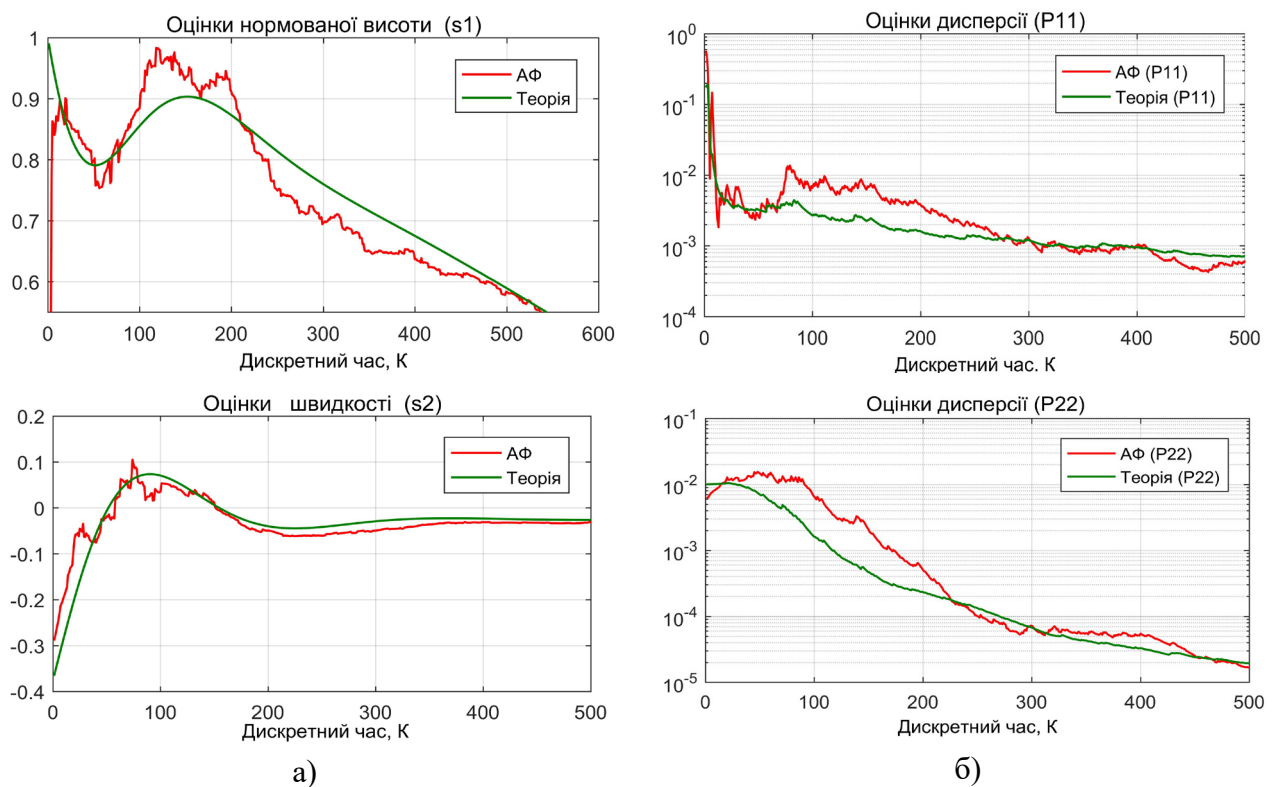 Оцінки нормованої висоти (s1)
1
0.9
0.8
0.7
0.6
АФ
Теорія
0 100 200 300 400 500 600
Дискретний час, К
Оцінки швидкості (s2)
0.2
0.1
0
-0.1
-0.2
-0.3
-0.4
АФ
Теорія
0 100 200 300 400 500
Дискретний час, К
а)
Оцінки дисперсії (P11)
10^0
10^-1
10^-2
10^-3
10^-4
АФ (P11)
Теорія (P11)
0 100 200 300 400 500
Дискретний час. К
Оцінки дисперсії (P22)
10^-1
10^-2
10^-3
10^-4
10^-5
АФ (P22)
Теорія (P22)
0 100 200 300 400 500
Дискретний час, К
б)